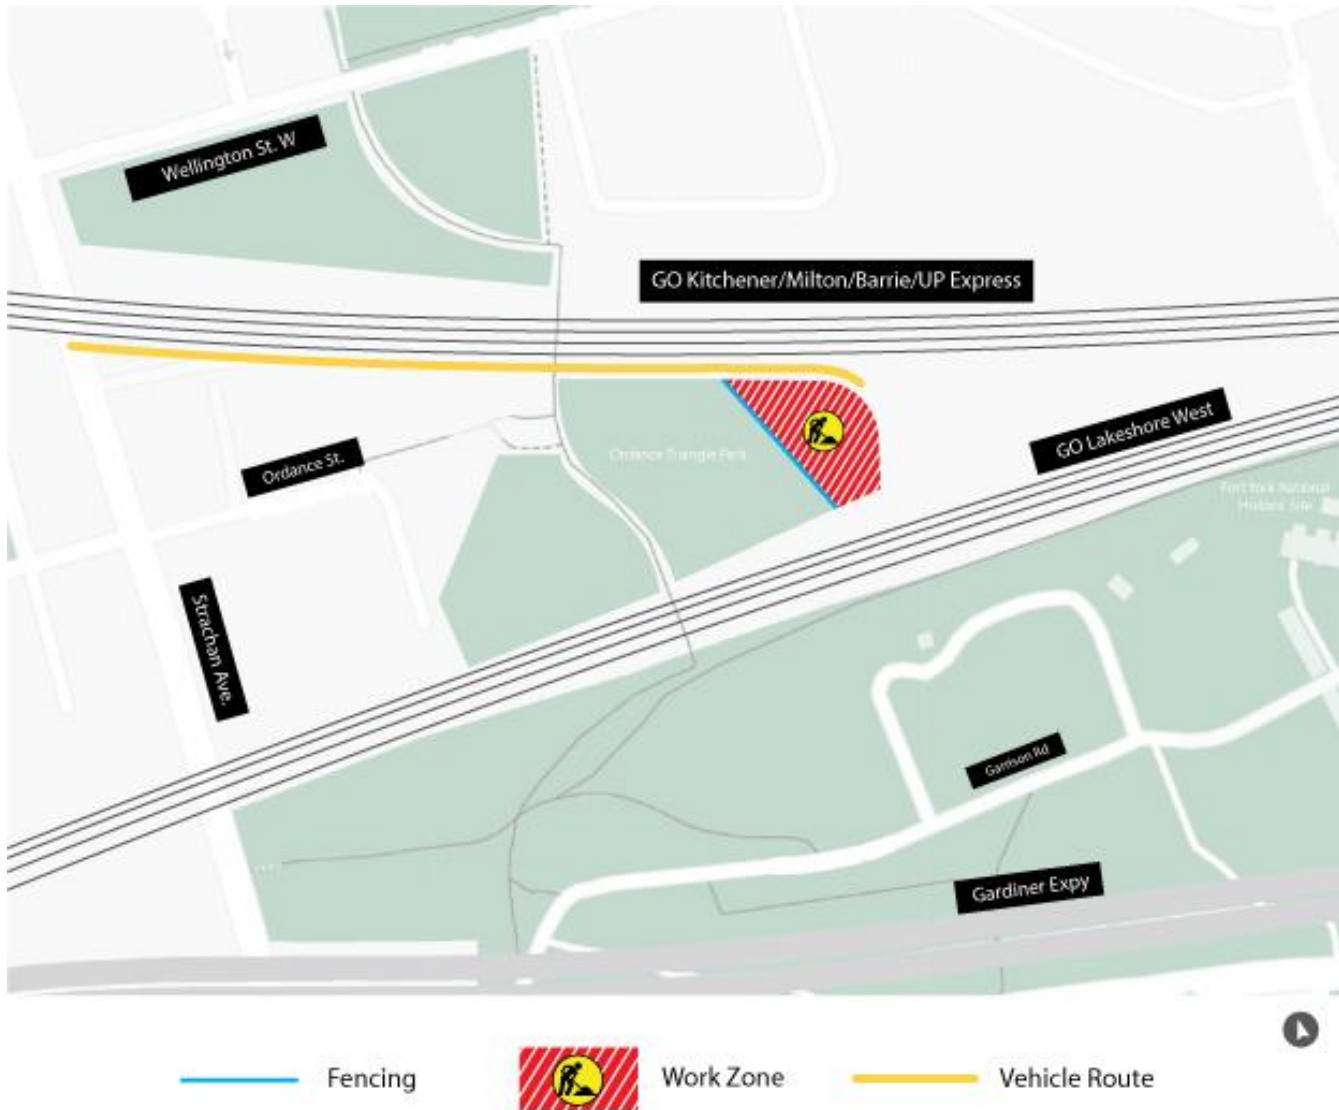 Wellington St. W
GO Kitchener/Milton/Barrie/UP Express
GO Lakeshore West
Ordance St.
Ordance Triangle Park
Fort York National
Historic Site
Strachan Ave.
Garrison Rd
Gardiner Expy
Fencing
Work Zone
Vehicle Route